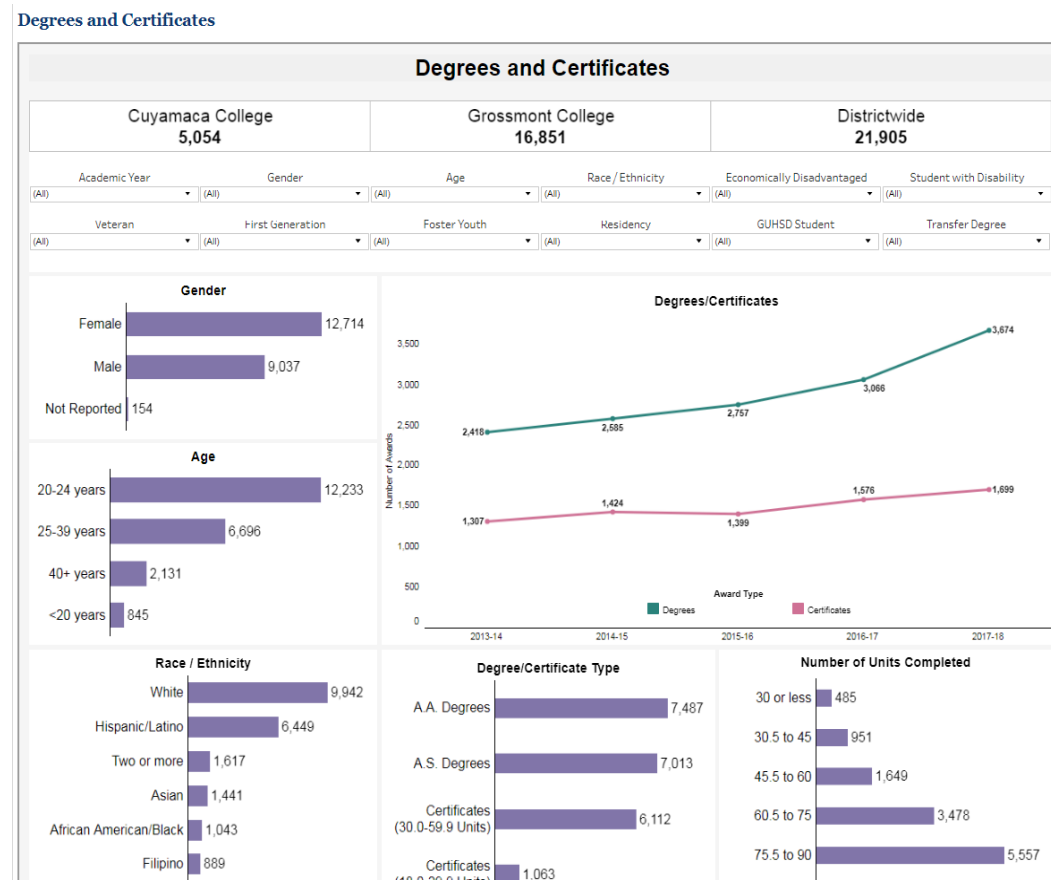 Degrees and Certificates
Degrees and Certificates
Cuyamaca College
5,054
Grossmont College
16,851
Districtwide
21,905
Academic Year
(All)
Gender
(All)
Age
(All)
Race / Ethnicity
(All)
Economically Disadvantaged
(All)
Student with Disability
(All)
Veteran
(All)
First Generation
(All)
Foster Youth
(All)
Residency
(All)
GUHSD Student
(All)
Transfer Degree
(All)
Gender
Female 12,714
Male 9,037
Not Reported 154
Age
20-24 years 12,233
25-39 years 6,696
40+ years 2,131
<20 years 845
Degrees/Certificates
Number of Awards
3,500
3,000
2,500
2,000
1,500
1,000
500
0
2,418
2,585
2,757
3,066
3,674
1,307
1,424
1,399
1,576
1,699
Award Type
Degrees
Certificates
2013-14
2014-15
2015-16
2016-17
2017-18
Race / Ethnicity
White 9,942
Hispanic/Latino 6,449
Two or more 1,617
Asian 1,441
African American/Black 1,043
Filipino 889
Degree/Certificate Type
A.A. Degrees 7,487
A.S. Degrees 7,013
Certificates
(30.0-59.9 Units) 6,112
Certificates
1,063
Number of Units Completed
30 or less 485
30.5 to 45 951
45.5 to 60 1,649
60.5 to 75 3,478
75.5 to 90 5,557